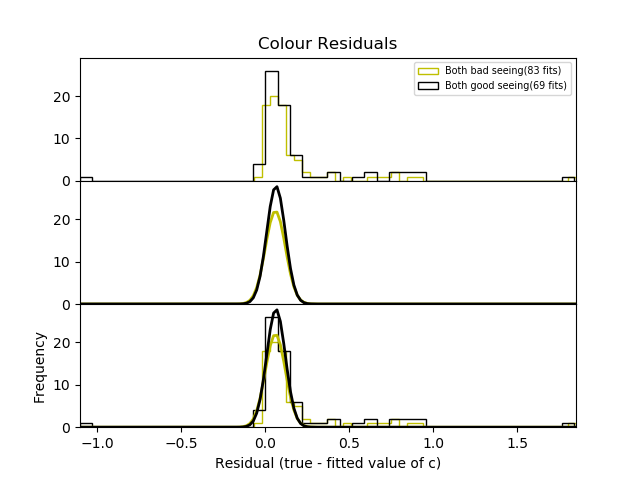 Colour Residuals
Both bad seeing(83 fits)
Both good seeing(69 fits)
20
10
0
20
10
0
20
10
0
Frequency
−1.0 −0.5 0.0 0.5 1.0 1.5
Residual (true - fitted value of c)